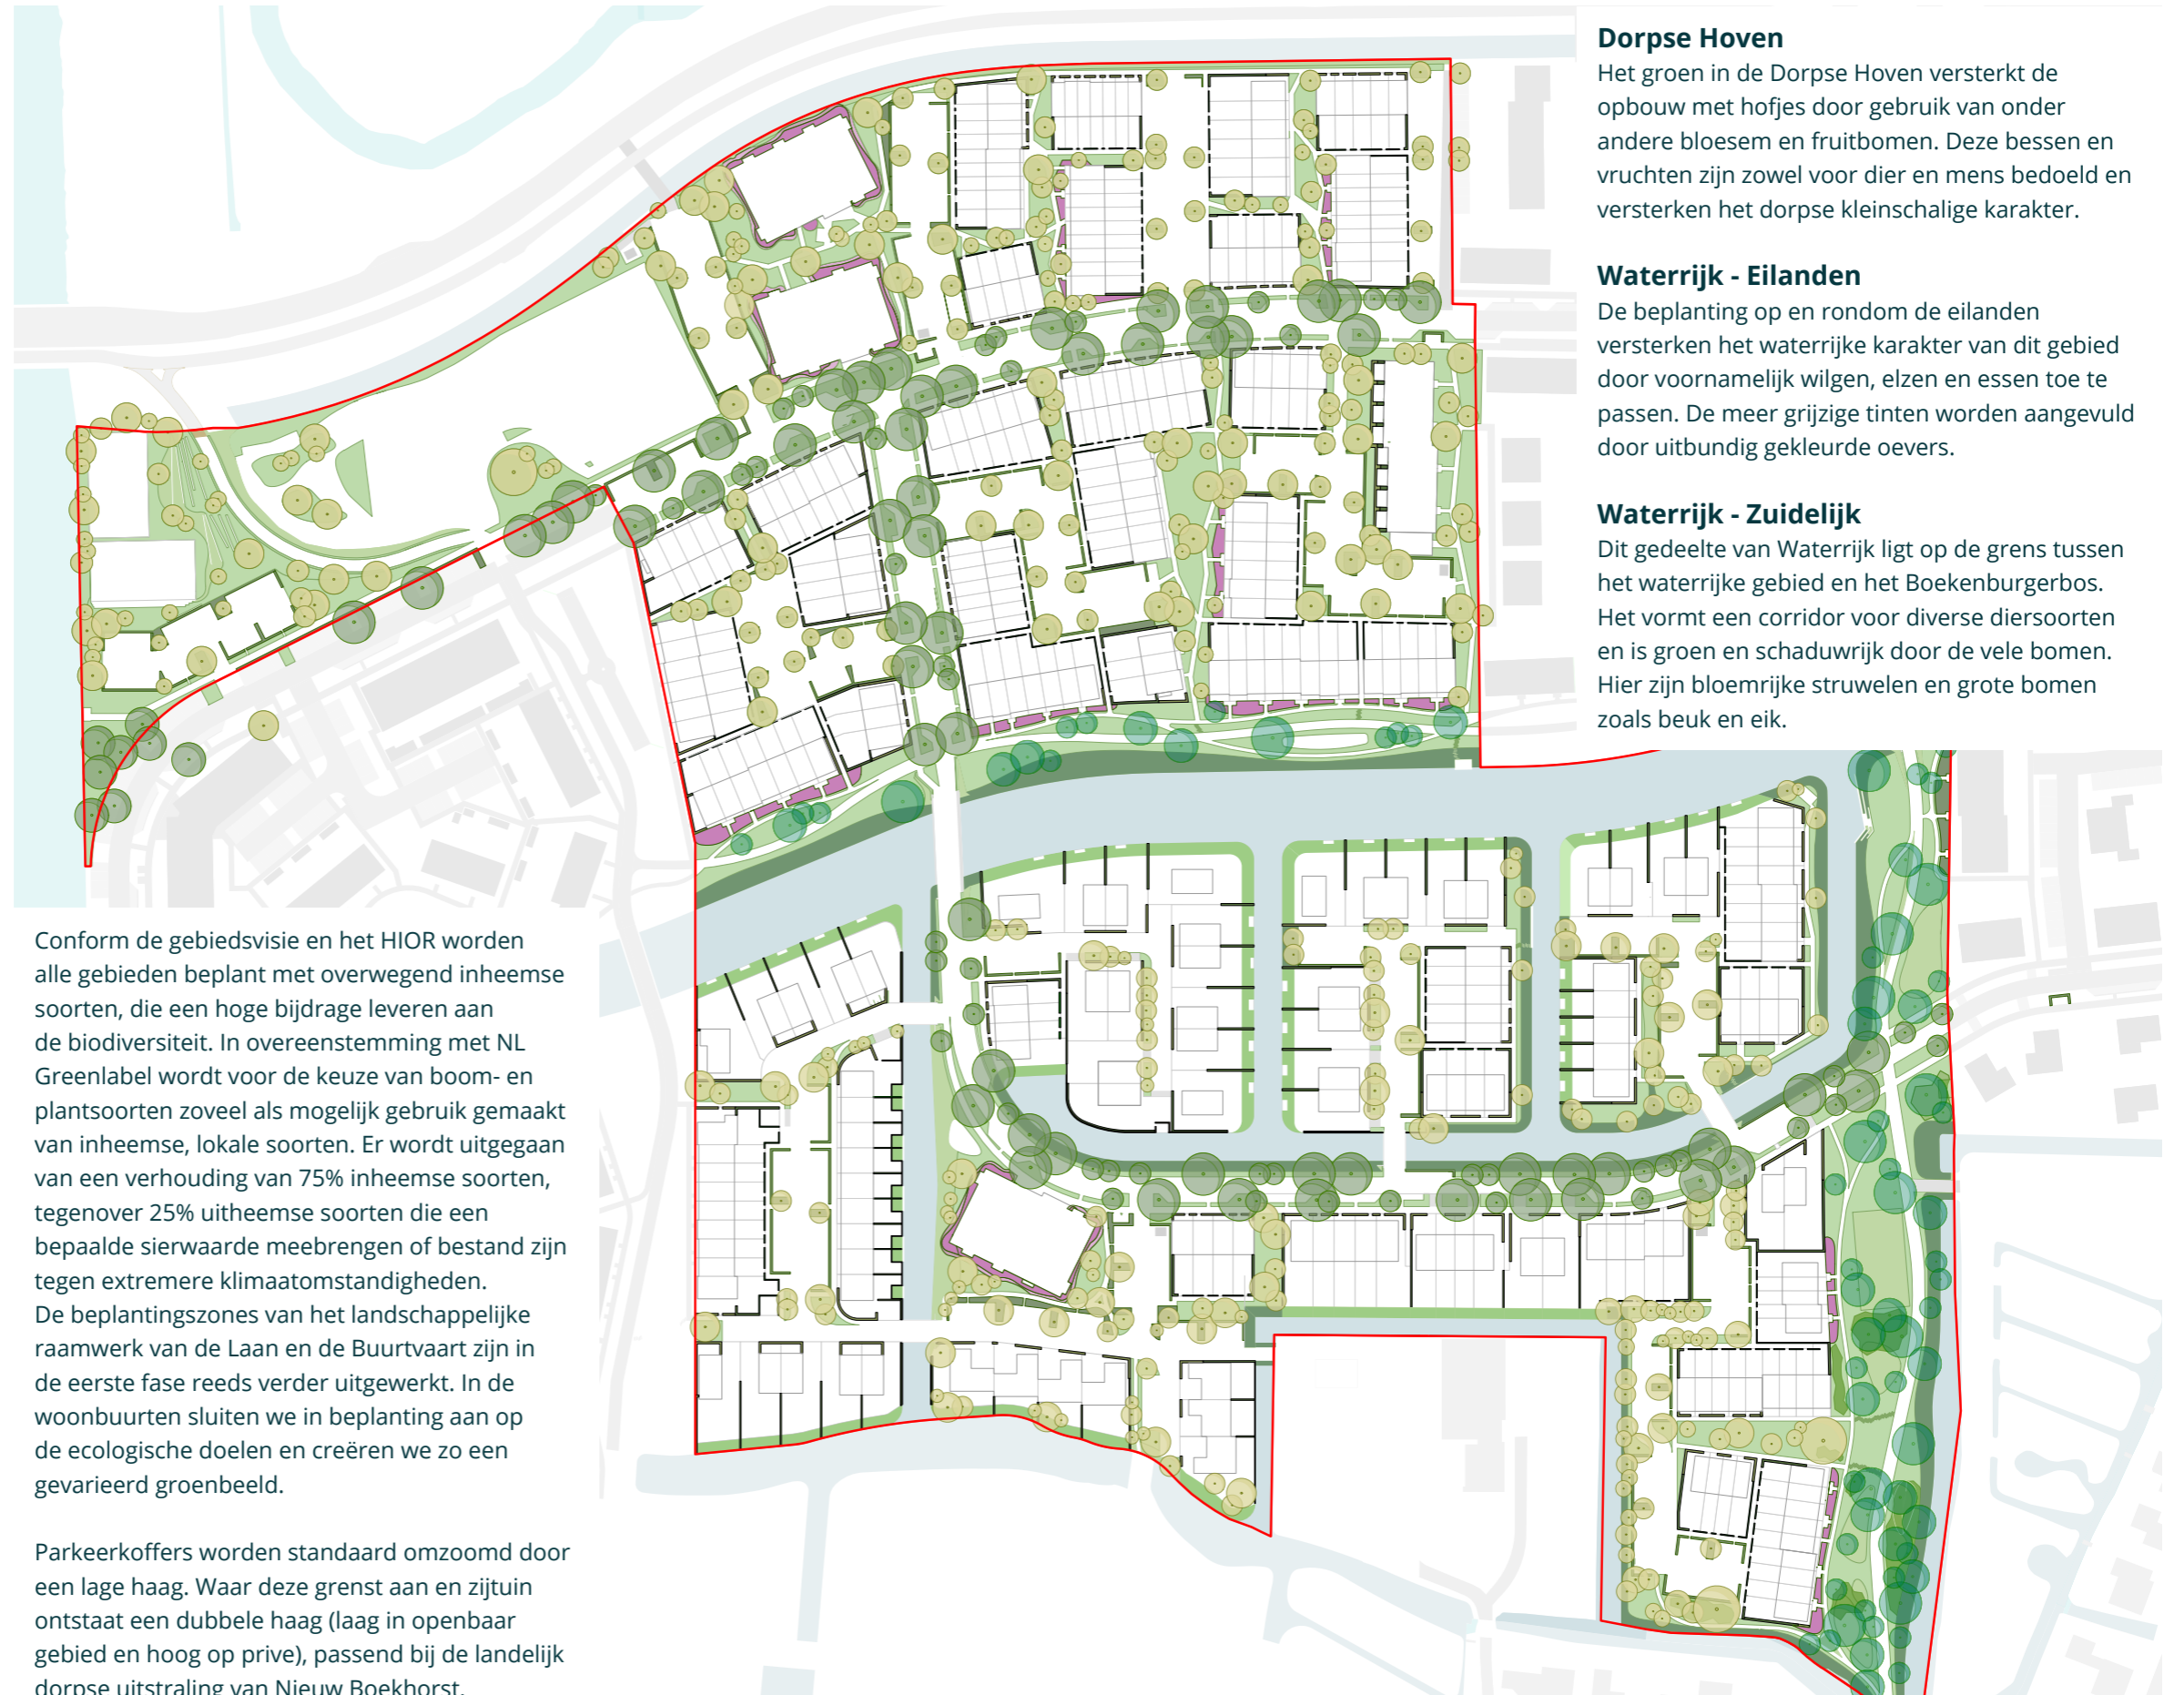 Dorpse Hoven
Het groen in de Dorpse Hoven versterkt de
opbouw met hofjes door gebruik van onder
andere bloesem en fruitbomen. Deze bessen en
vruchten zijn zowel voor dier en mens bedoeld en
versterken het dorpse kleinschalige karakter.
Waterrijk - Eilanden
De beplanting op en rondom de eilanden
versterken het waterrijke karakter van dit gebied
door voornamelijk wilgen, elzen en essen toe te
passen. De meer grijzige tinten worden aangevuld
door uitbundig gekleurde oevers.
Waterrijk - Zuidelijk
Dit gedeelte van Waterrijk ligt op de grens tussen
het waterrijke gebied en het Boekenburgerbos.
Het vormt een corridor voor diverse diersoorten
en is groen en schaduwrijk door de vele bomen.
Hier zijn bloemrijke struwelen en grote bomen
zoals beuk en eik.
Conform de gebiedsvisie en het HIOR worden
alle gebieden beplant met overwegend inheemse
soorten, die een hoge bijdrage leveren aan
de biodiversiteit. In overeenstemming met NL
Greenlabel wordt voor de keuze van boom- en
plantsoorten zoveel als mogelijk gebruik gemaakt
van inheemse, lokale soorten. Er wordt uitgegaan
van een verhouding van 75% inheemse soorten,
tegenover 25% uitheemse soorten die een
bepaalde sierwaarde meebrengen of bestand zijn
tegen extremere klimaatomstandigheden.
De beplantingszones van het landschappelijke
raamwerk van de Laan en de Buurtvaart zijn in
de eerste fase reeds verder uitgewerkt. In de
woonbuurten sluiten we in beplanting aan op
de ecologische doelen en creëren we zo een
gevarieerd groenbeeld.
Parkeerkoffers worden standaard omzoomd door
een lage haag. Waar deze grenst aan en zijtuin
ontstaat een dubbele haag (laag in openbaar
gebied en hoog op prive), passend bij de landelijk
dorpse uitstraling van Nieuw Boekhorst.